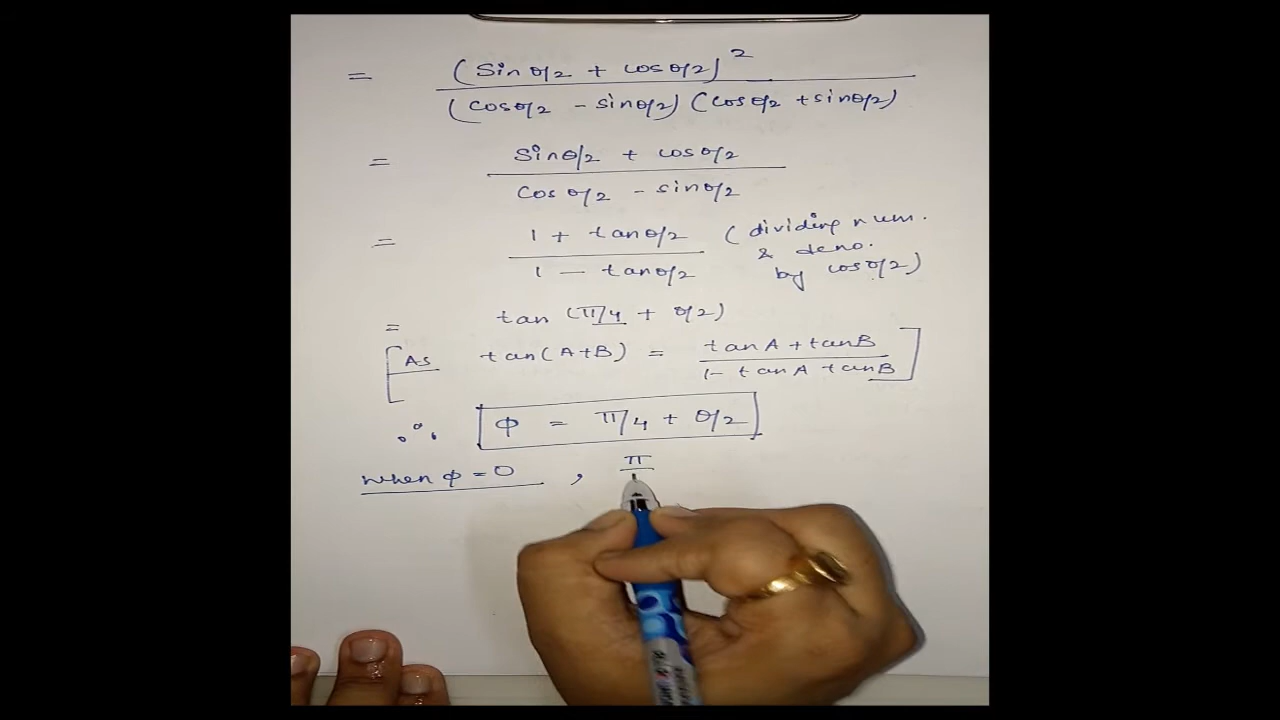 = (Sin θ/2 + cos θ/2)²
(cos θ/2 - sin θ/2) (cos θ/2 + sin θ/2)
= Sin θ/2 + cos θ/2
cos θ/2 - sin θ/2
= 1 + tan θ/2 (dividing num.
1 - tan θ/2 & deno.
by cos θ/2)
= tan (π/4 + θ/2)
[As tan(A+B) = tan A + tan B
1 - tan A tan B]
∴ φ = π/4 + θ/2
when φ = 0 , π